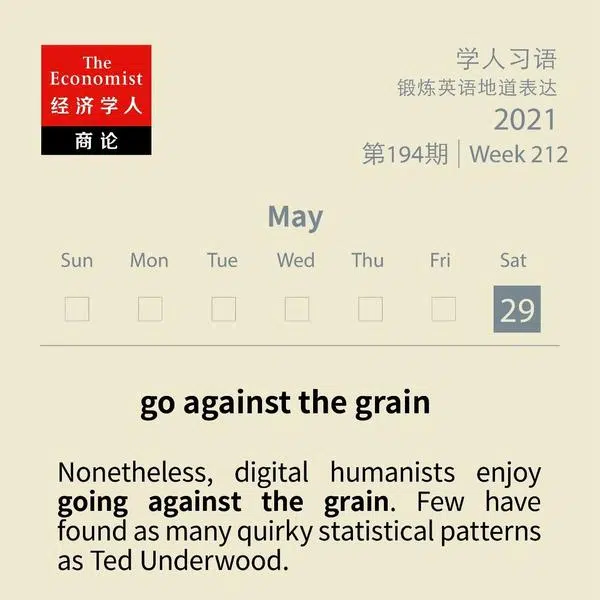 The
Economist
经济学人
商论
学人习语
锻炼英语地道表达
2021
第194期 | Week 212
May
Sun Mon Tue Wed Thu Fri Sat
29
go against the grain
Nonetheless, digital humanists enjoy
going against the grain. Few have
found as many quirky statistical patterns
as Ted Underwood.